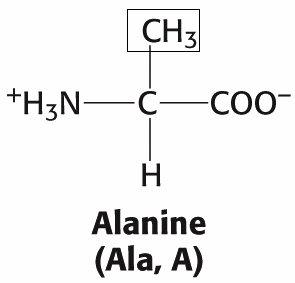 CH₃
⁺H₃N—C—COO⁻
H
Alanine
(Ala, A)